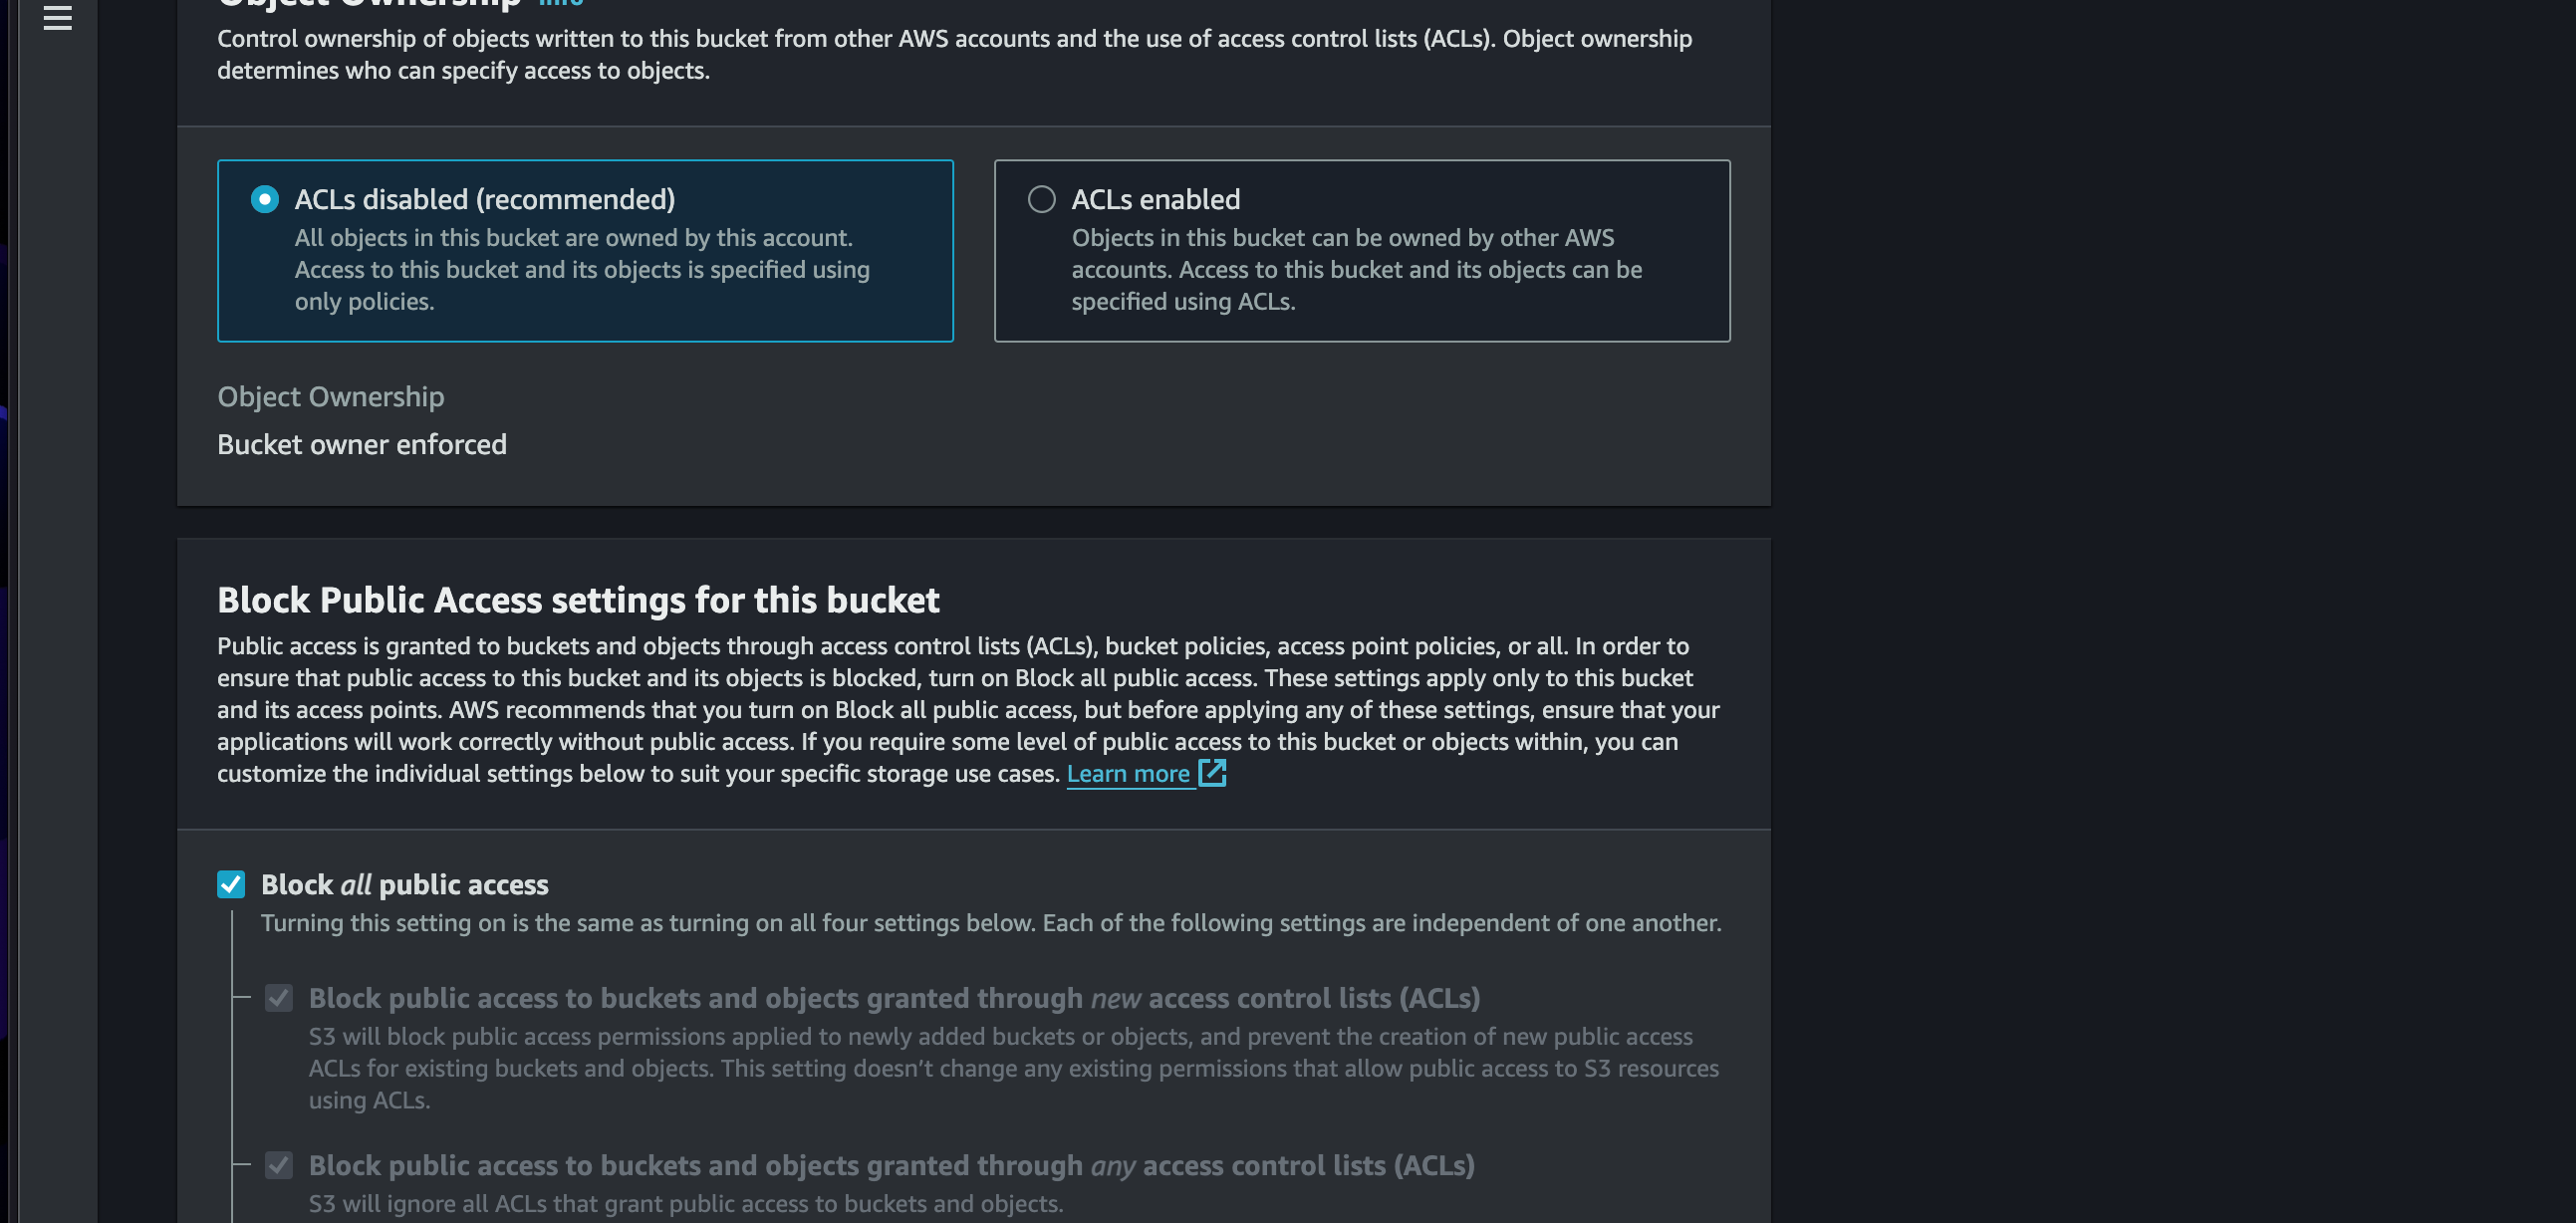 Object Ownership Info
Control ownership of objects written to this bucket from other AWS accounts and the use of access control lists (ACLs). Object ownership
determines who can specify access to objects.
ACLs disabled (recommended)
All objects in this bucket are owned by this account.
Access to this bucket and its objects is specified using
only policies.
ACLs enabled
Objects in this bucket can be owned by other AWS
accounts. Access to this bucket and its objects can be
specified using ACLs.
Object Ownership
Bucket owner enforced
Block Public Access settings for this bucket
Public access is granted to buckets and objects through access control lists (ACLs), bucket policies, access point policies, or all. In order to
ensure that public access to this bucket and its objects is blocked, turn on Block all public access. These settings apply only to this bucket
and its access points. AWS recommends that you turn on Block all public access, but before applying any of these settings, ensure that your
applications will work correctly without public access. If you require some level of public access to this bucket or objects within, you can
customize the individual settings below to suit your specific storage use cases. Learn more
Block all public access
Turning this setting on is the same as turning on all four settings below. Each of the following settings are independent of one another.
Block public access to buckets and objects granted through new access control lists (ACLs)
S3 will block public access permissions applied to newly added buckets or objects, and prevent the creation of new public access
ACLs for existing buckets and objects. This setting doesn’t change any existing permissions that allow public access to S3 resources
using ACLs.
Block public access to buckets and objects granted through any access control lists (ACLs)
S3 will ignore all ACLs that grant public access to buckets and objects.